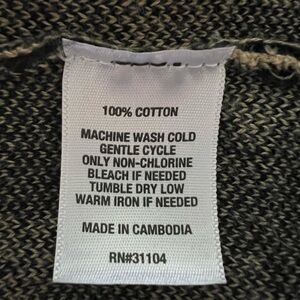 100% COTTON
MACHINE WASH COLD
GENTLE CYCLE
ONLY NON-CHLORINE
BLEACH IF NEEDED
TUMBLE DRY LOW
WARM IRON IF NEEDED
MADE IN CAMBODIA
RN#31104